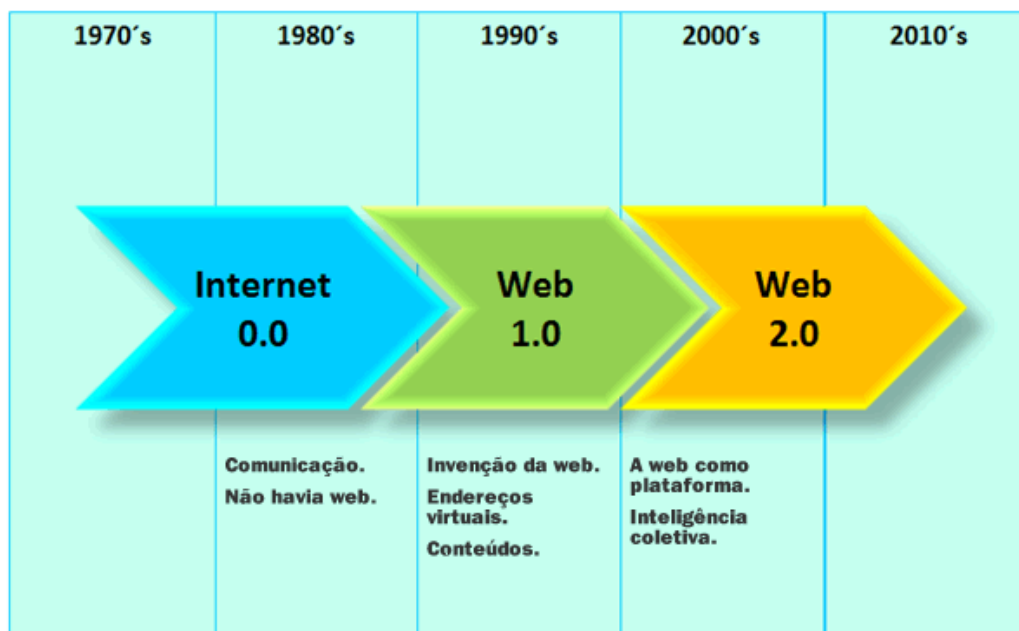 1970´s
1980´s
1990´s
2000´s
2010´s
Internet
0.0
Web
1.0
Web
2.0
Comunicação.
Não havia web.
Invenção da web.
Endereços
virtuais.
Conteúdos.
A web como
plataforma.
Inteligência
coletiva.